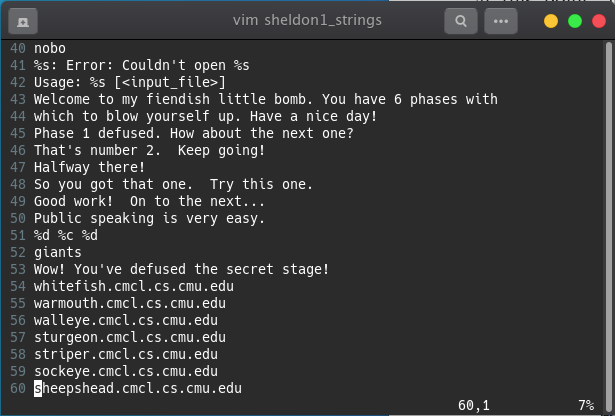 vim sheldon1_strings
40 nobo
41 %s: Error: Couldn't open %s
42 Usage: %s [<input_file>]
43 Welcome to my fiendish little bomb. You have 6 phases with
44 which to blow yourself up. Have a nice day!
45 Phase 1 defused. How about the next one?
46 That's number 2.  Keep going!
47 Halfway there!
48 So you got that one.  Try this one.
49 Good work!  On to the next...
50 Public speaking is very easy.
51 %d %c %d
52 giants
53 Wow! You've defused the secret stage!
54 whitefish.cmcl.cs.cmu.edu
55 warmouth.cmcl.cs.cmu.edu
56 walleye.cmcl.cs.cmu.edu
57 sturgeon.cmcl.cs.cmu.edu
58 striper.cmcl.cs.cmu.edu
59 sockeye.cmcl.cs.cmu.edu
60 sheepshead.cmcl.cs.cmu.edu
60,1 7%